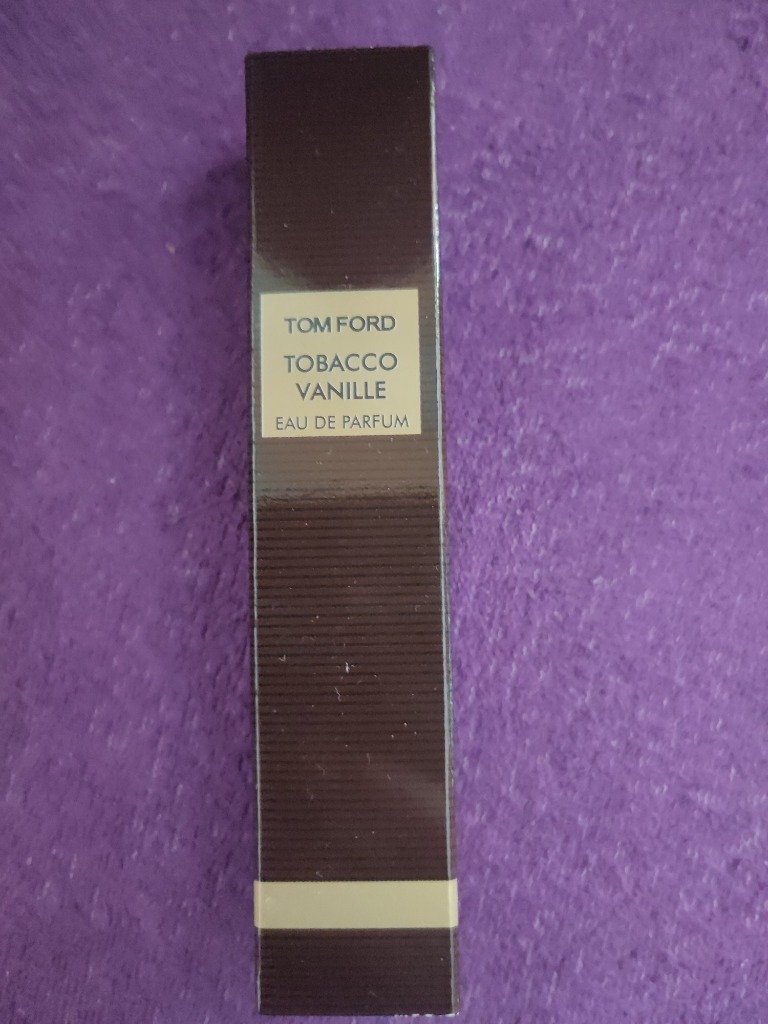 TOM FORD
TOBACCO
VANILLE
EAU DE PARFUM